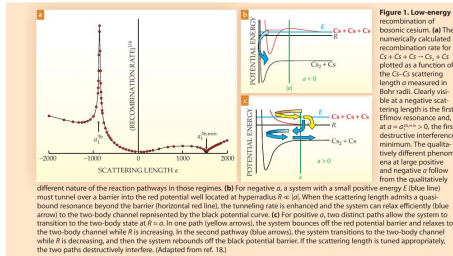 a
b
c
(RECOMBINATION RATE)¹/⁴
−2000
−1000
0
1000
2000
SCATTERING LENGTH a
POTENTIAL ENERGY
E
Cs + Cs + Cs
R
Cs₂ + Cs
|a|
a < 0
POTENTIAL ENERGY
E
Cs + Cs + Cs
R
Cs₂ + Cs
a > 0
a
Figure 1. Low-energy
recombination of
bosonic cesium. (a) The
numerically calculated
recombination rate for
Cs + Cs + Cs → Cs₂ + Cs
plotted as a function of
the Cs–Cs scattering
length a measured in
Bohr radii. Clearly visi-
ble at a negative scat-
tering length is the first
Efimov resonance and,
> 0, the first
destructive interference
minimum. The qualita-
tively different phenom-
ena at large positive
and negative a follow
from the qualitatively
different nature of the reaction pathways in those regimes. (b) For negative a, a system with a small positive energy E (blue line)
must tunnel over a barrier into the red potential well located at hyperradius R ≪ |a|. When the scattering length admits a quasi-
bound resonance beyond the barrier (horizontal red line), the tunneling rate is enhanced and the system can relax efficiently (blue
arrow) to the two-body channel represented by the black potential curve. (c) For positive a, two distinct paths allow the system to
transition to the two-body state at R ≈ a. In one path (yellow arrows), the system bounces off the red potential barrier and relaxes to
the two-body channel while R is increasing. In the second pathway (blue arrows), the system transitions to the two-body channel
while R is decreasing, and then the system rebounds off the black potential barrier. If the scattering length is tuned appropriately,
the two paths destructively interfere. (Adapted from ref. 18.)